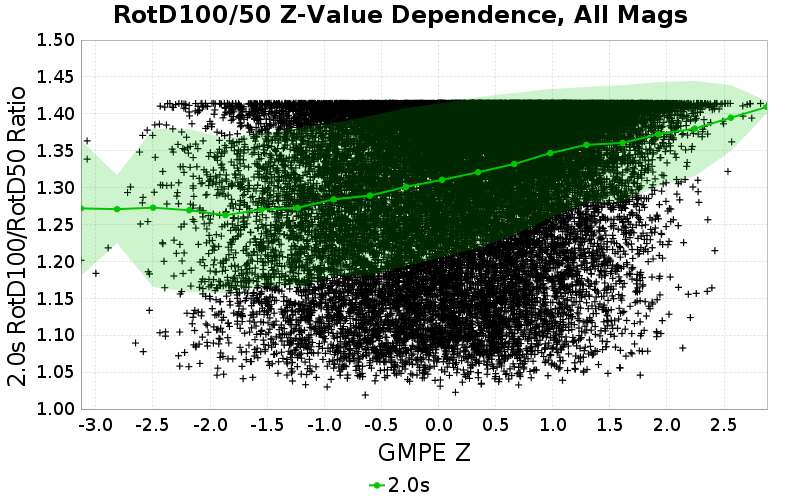 RotD100/50 Z-Value Dependence, All Mags
2.0s RotD100/RotD50 Ratio
1.50
1.45
1.40
1.35
1.30
1.25
1.20
1.15
1.10
1.05
1.00
-3.0 -2.5 -2.0 -1.5 -1.0 -0.5 0.0 0.5 1.0 1.5 2.0 2.5
GMPE Z
2.0s